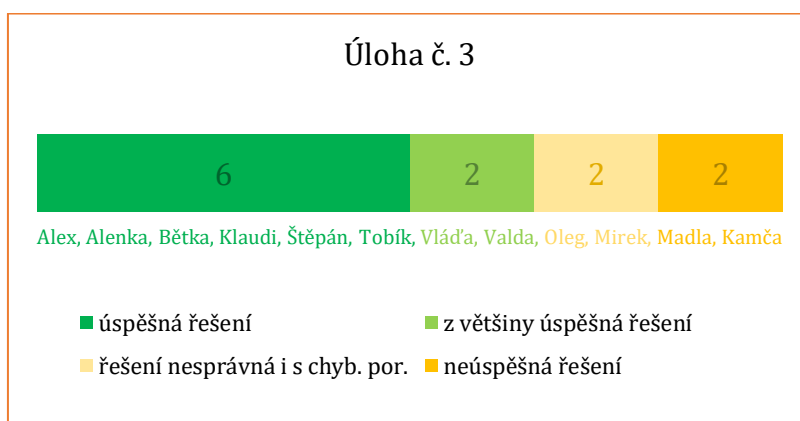 Úloha č. 3
6 2 2 2
Alex, Alenka, Bětka, Klaudi, Štěpán, Tobík, Vláďa, Valda, Oleg, Mirek, Madla, Kamča
úspěšná řešení z většiny úspěšná řešení
řešení nesprávná i s chyb. por. neúspěšná řešení